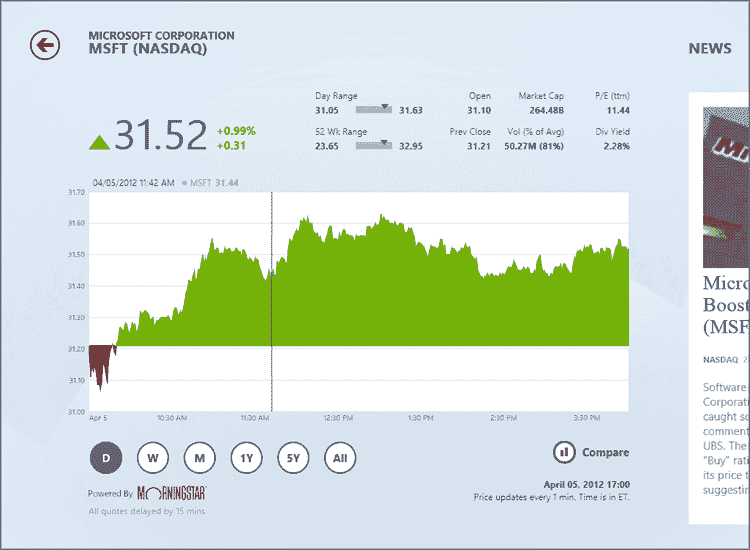 MICROSOFT CORPORATION
MSFT (NASDAQ)
NEWS
31.52
+0.99%
+0.31
Day Range
31.05 31.63
52 Wk Range
23.65 32.95
Open
31.10
Prev Close
31.21
Market Cap
264.48B
Vol (% of Avg)
50.27M (81%)
P/E (ttm)
11.44
Div Yield
2.28%
04/05/2012 11:42 AM MSFT 31.44
31.70
31.60
31.50
31.40
31.30
31.20
31.10
31.00
Apr 5 10:30 AM 11:30 AM 12:30 PM 1:30 PM 2:30 PM 3:30 PM
D W M 1Y 5Y All
Compare
Powered By MORNINGSTAR
All quotes delayed by 15 mins
April 05, 2012 17:00
Price updates every 1 min. Time is in ET.
Micro
Boost
(MSF
NASDAQ 2
Software
Corporati
caught so
comment
UBS. The
"Buy" rati
its price t
suggestin